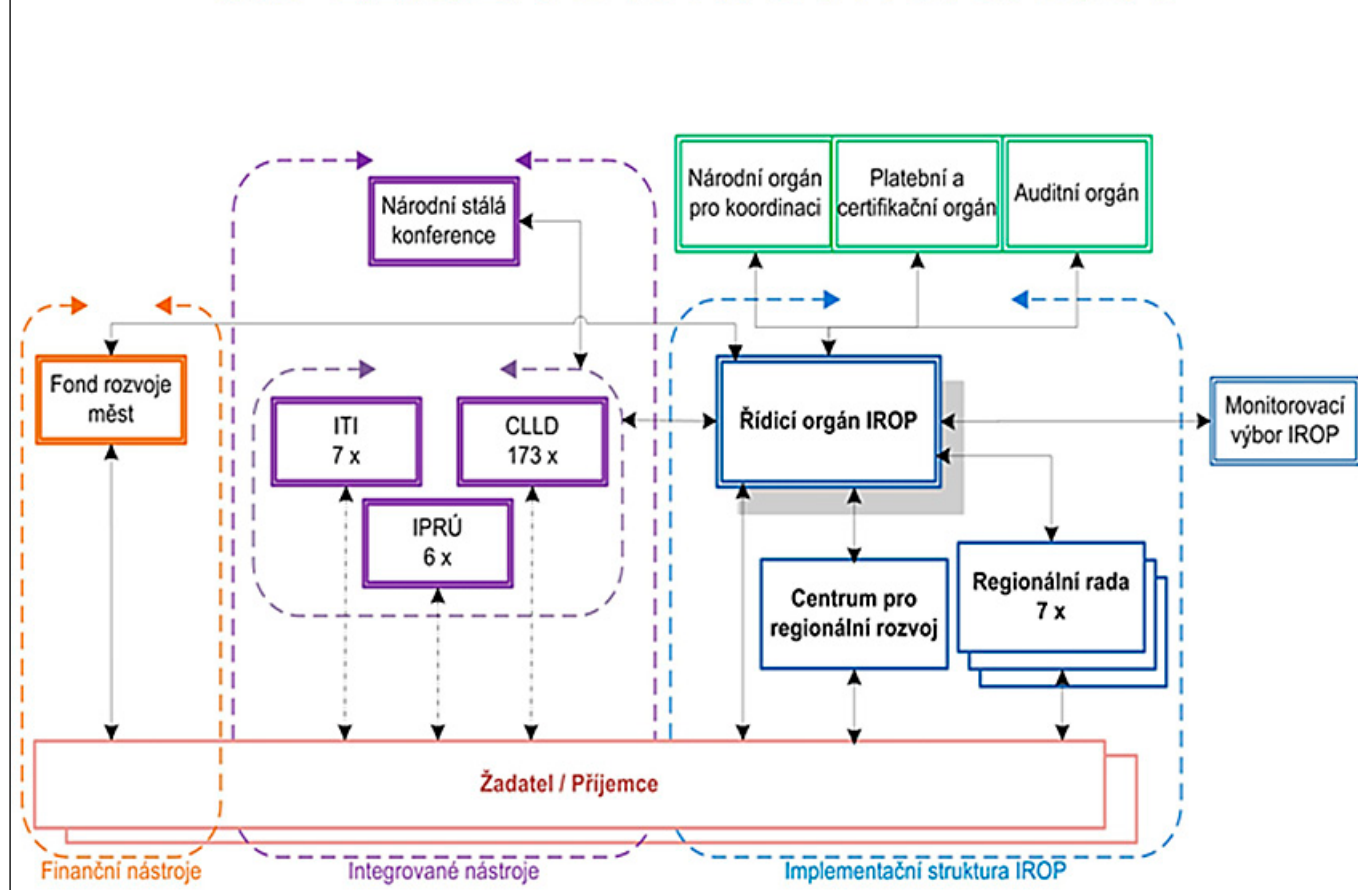 Národní orgán
pro koordinaci
Platební a
certifikační orgán
Auditní orgán
Národní stálá
konference
Fond rozvoje
měst
ITI
7 x
CLLD
173 x
IPRÚ
6 x
Řídicí orgán IROP
Monitorovací
výbor IROP
Centrum pro
regionální rozvoj
Regionální rada
7 x
Žadatel / Příjemce
Finanční nástroje
Integrované nástroje
Implementační struktura IROP